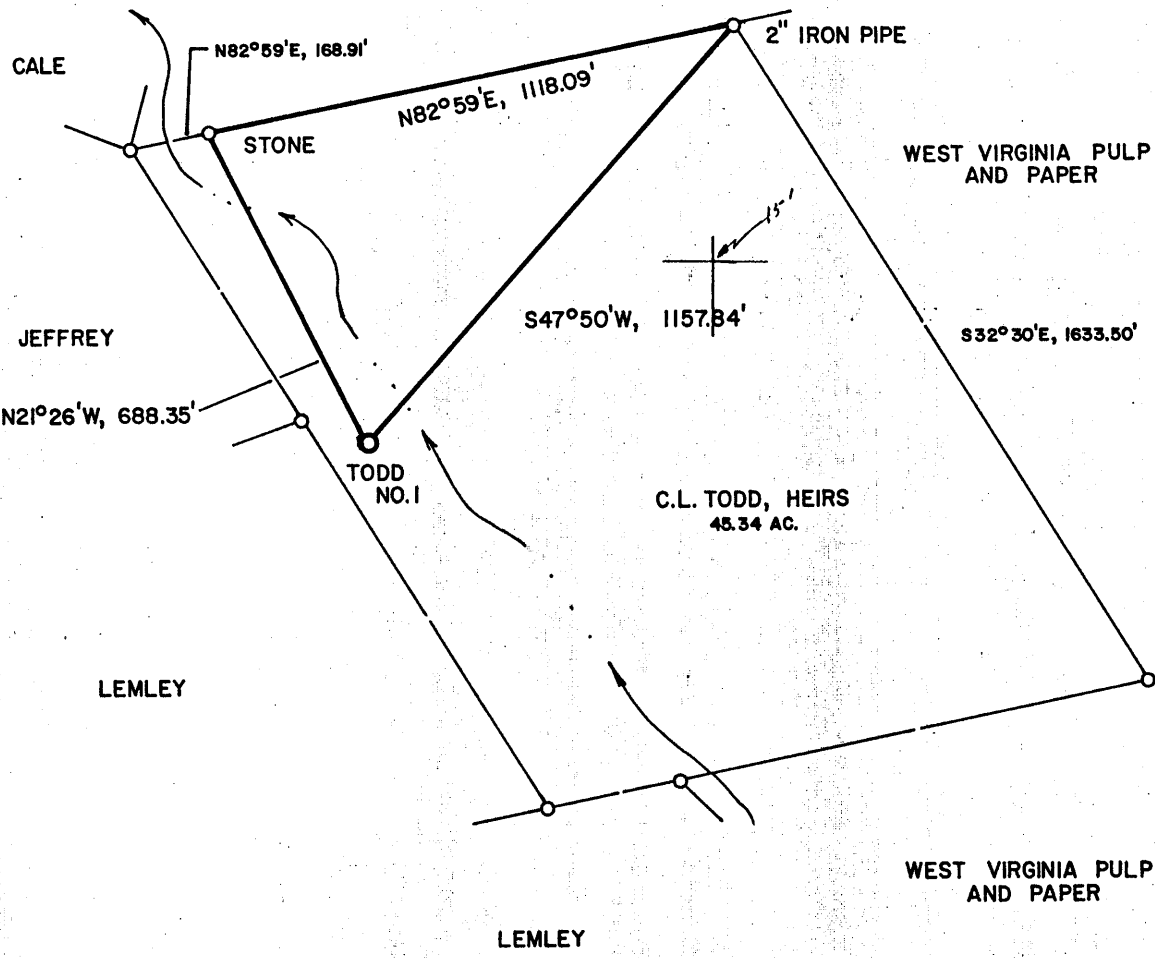 2" IRON PIPE
N82°59'E, 168.91'
CALE
N82°59'E, 1118.09'
STONE
WEST VIRGINIA PULP
AND PAPER
15'
S47°50'W, 1157.84'
S32°30'E, 1633.50'
JEFFREY
N21°26'W, 688.35'
TODD
NO. 1
C.L. TODD, HEIRS
45.34 AC.
LEMLEY
WEST VIRGINIA PULP
AND PAPER
LEMLEY